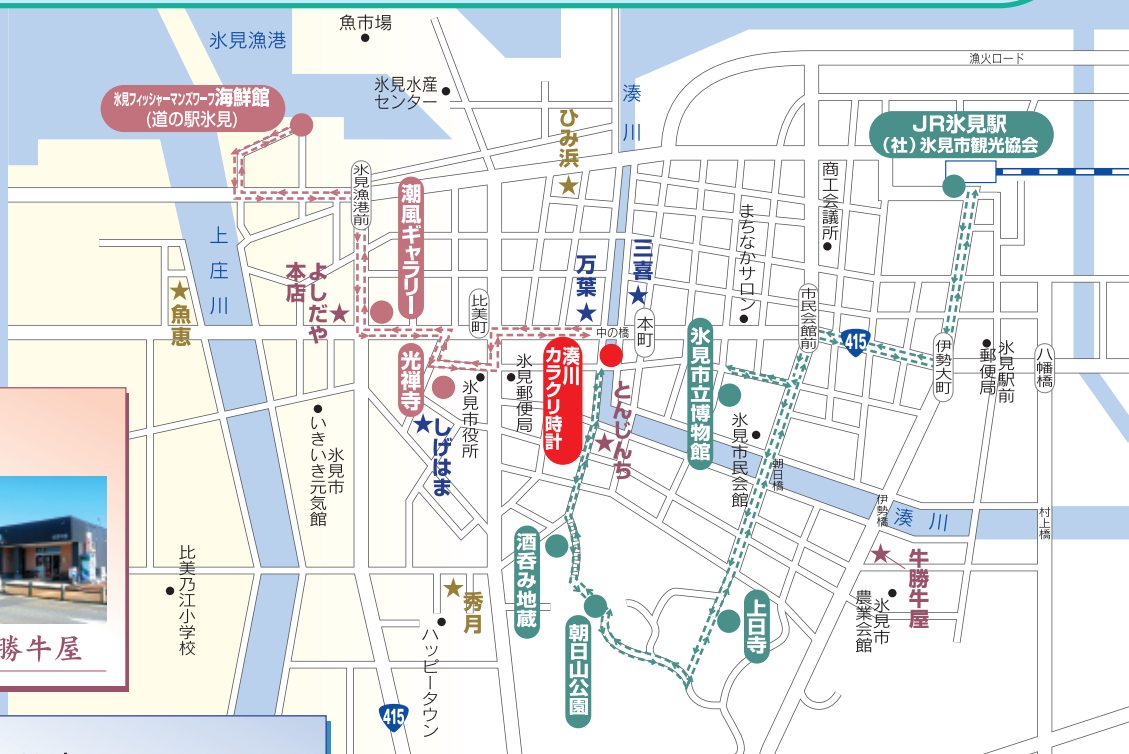 魚市場
氷見漁港
漁火ロード
氷見水産
センター
湊川
氷見フィッシャーマンズワーフ海鮮館
(道の駅氷見)
ひみ浜
JR氷見駅
(社)氷見市観光協会
氷見漁港前
商工会議所
潮風ギャラリー
まちなかサロン
上庄川
三喜
万葉
よしだや
本店
魚恵
比美町
市民会館前
中の橋
本町
415
氷見市立博物館
伊勢大町
氷見駅前
郵便局
八幡橋
光禅寺
湊川
カラクリ時計
氷見郵便局
氷見市役所
とんじんち
しげはま
氷見市
いきいき元気館
氷見市民会館
朝日橋
伊勢橋
湊川
村上橋
酒呑み地蔵
牛勝牛屋
比美乃江小学校
秀月
氷見市
農業会館
上日寺
朝日山公園
ハッピータウン
勝牛屋
415